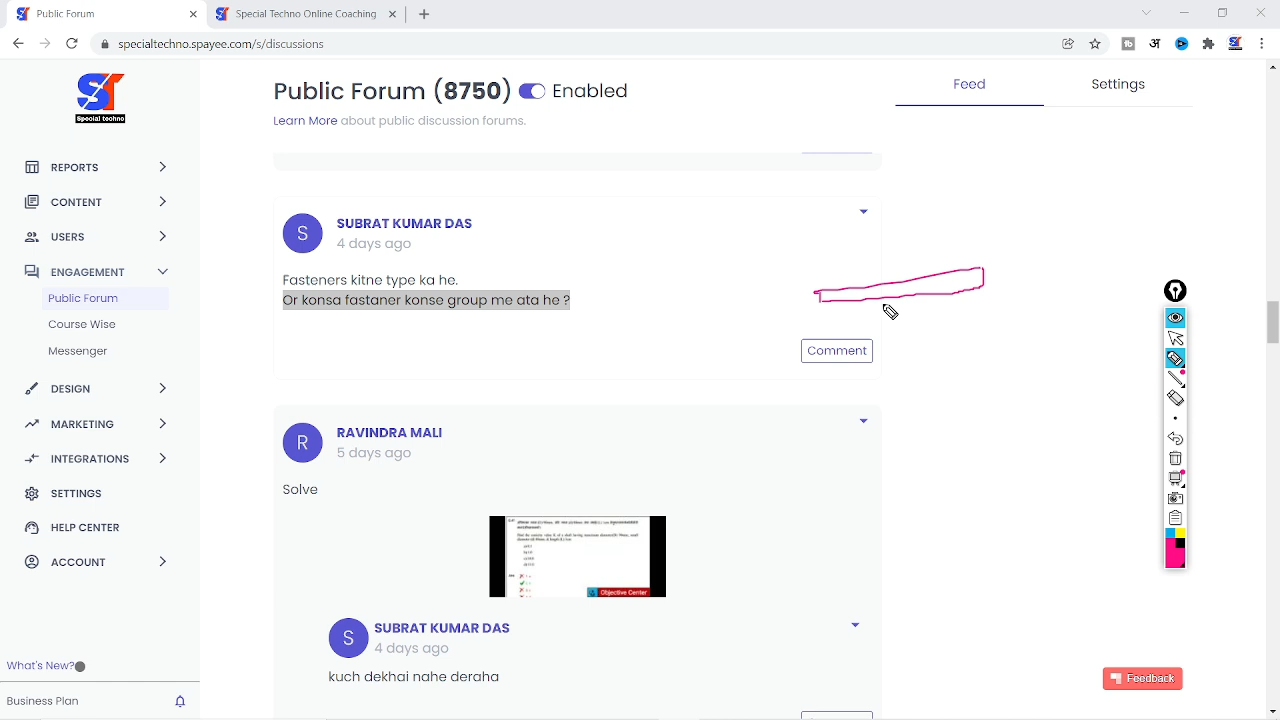 Public Forum
Special Techno Online Coaching
specialtechno.spayee.com/s/discussions
ST
Special techno
REPORTS
CONTENT
USERS
ENGAGEMENT
Public Forum
Course Wise
Messenger
DESIGN
MARKETING
INTEGRATIONS
SETTINGS
HELP CENTER
ACCOUNT
What's New?
Business Plan
Public Forum (8750) Enabled
Learn More about public discussion forums.
Feed
Settings
S
SUBRAT KUMAR DAS
4 days ago
Fasteners kitne type ka he.
Or konsa fastaner konse group me ata he ?
Comment
R
RAVINDRA MALI
5 days ago
Solve
Objective Center
S
SUBRAT KUMAR DAS
4 days ago
kuch dekhai nahe deraha
Feedback